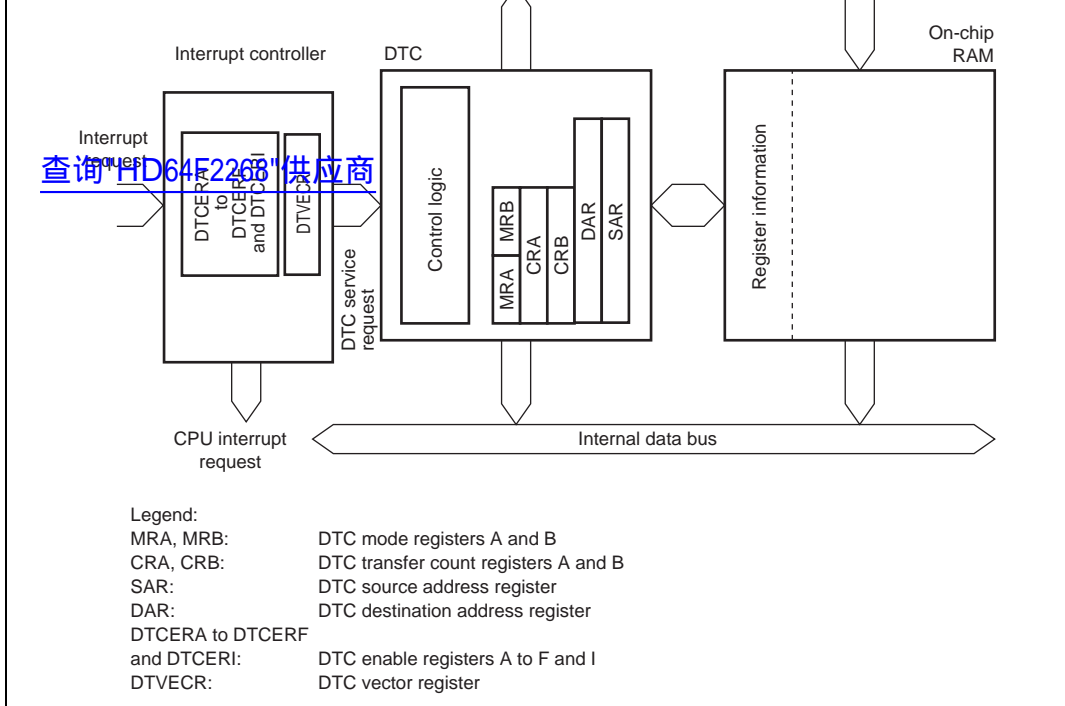 Interrupt controller
DTC
On-chip
RAM
Interrupt
request
查询"HD64F2268"供应商
DTCERA
to
DTCERF
and DTCERI
DTVECR
DTC service
request
Control logic
MRA
MRB
CRA
CRB
DAR
SAR
Register information
CPU interrupt
request
Internal data bus
Legend:
MRA, MRB: DTC mode registers A and B
CRA, CRB: DTC transfer count registers A and B
SAR: DTC source address register
DAR: DTC destination address register
DTCERA to DTCERF
and DTCERI: DTC enable registers A to F and I
DTVECR: DTC vector register